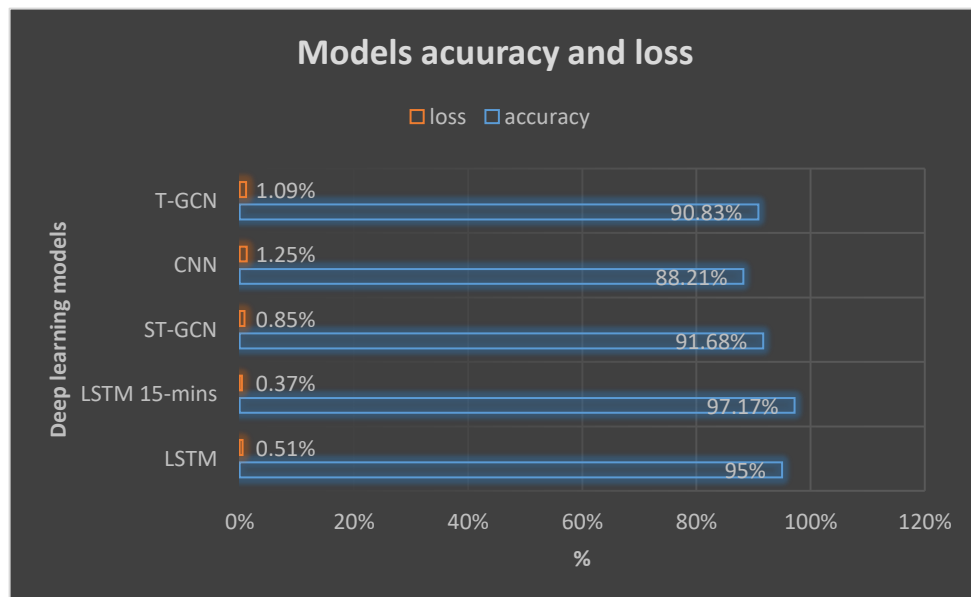 Models acuuracy and loss
loss accuracy
Deep learning models
T-GCN
1.09%
90.83%
CNN
1.25%
88.21%
ST-GCN
0.85%
91.68%
LSTM 15-mins
0.37%
97.17%
LSTM
0.51%
95%
0% 20% 40% 60% 80% 100% 120%
%